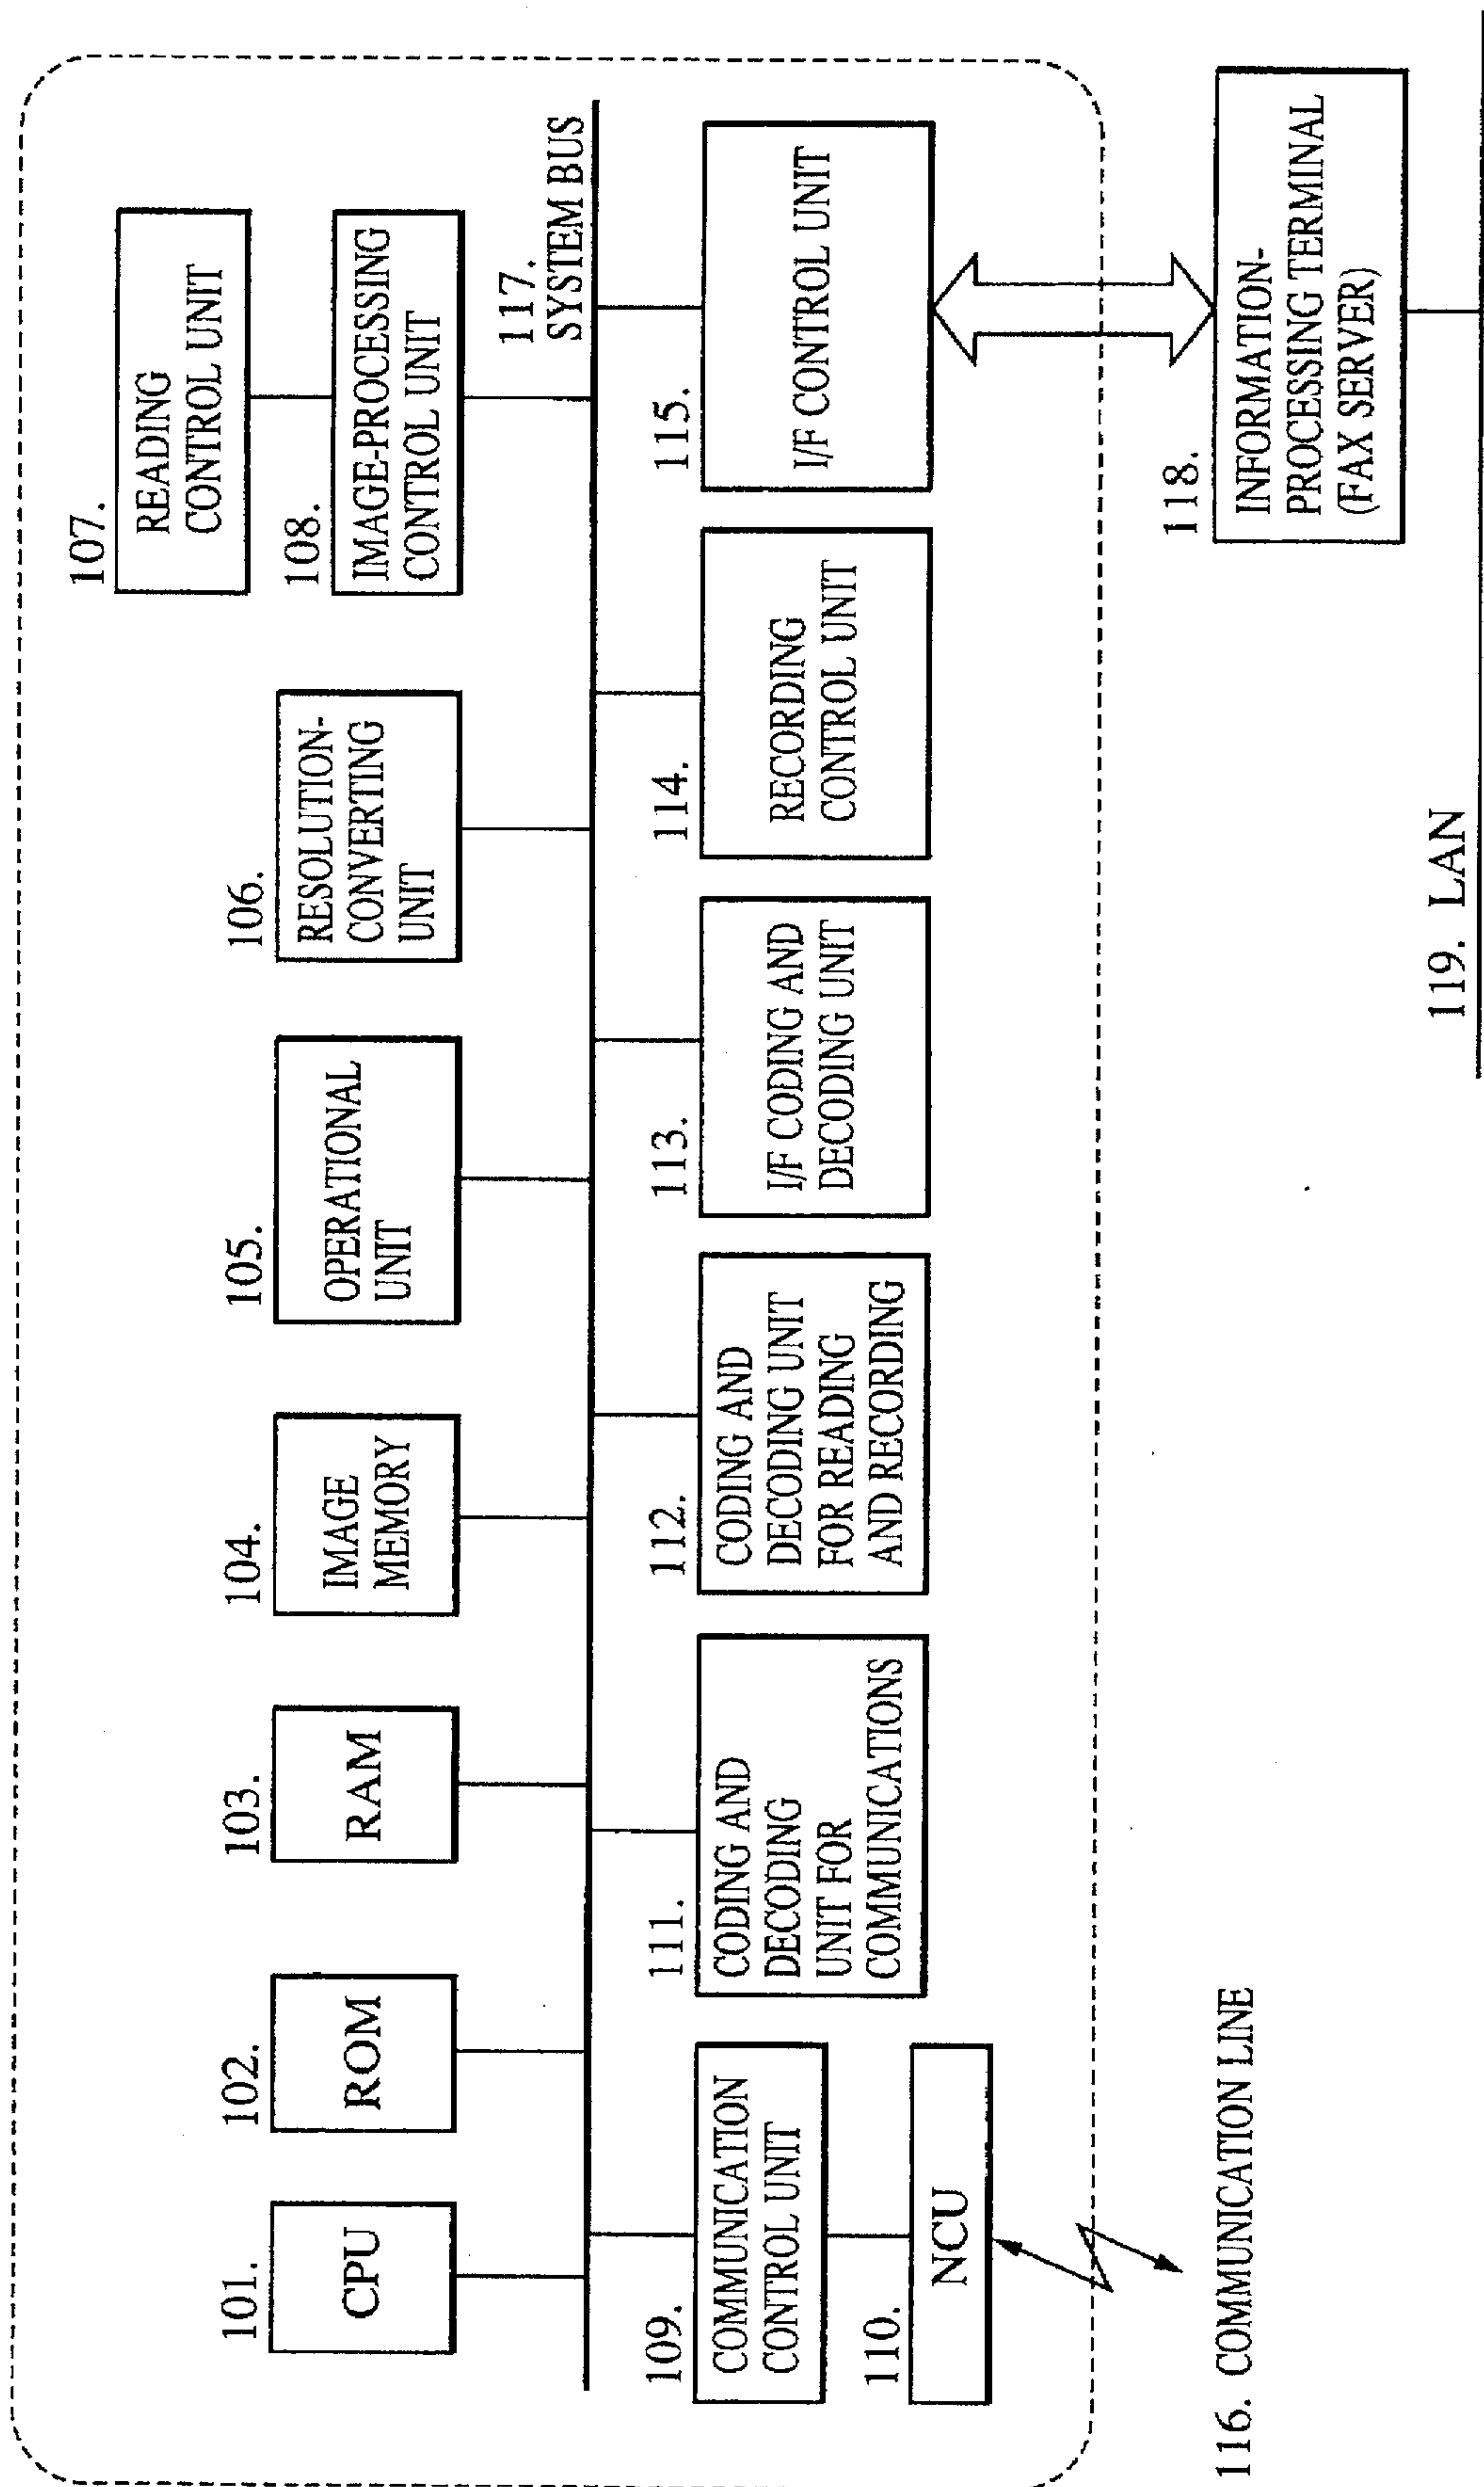 101.
CPU
102.
ROM
103.
RAM
104.
IMAGE
MEMORY
105.
OPERATIONAL
UNIT
106.
RESOLUTION-
CONVERTING
UNIT
107.
READING
CONTROL UNIT
108.
IMAGE-PROCESSING
CONTROL UNIT
117.
SYSTEM BUS
109.
COMMUNICATION
CONTROL UNIT
110.
NCU
111.
CODING AND
DECODING
UNIT FOR
COMMUNICATIONS
112.
CODING AND
DECODING UNIT
FOR READING
AND RECORDING
113.
I/F CODING AND
DECODING UNIT
114.
RECORDING
CONTROL UNIT
115.
I/F CONTROL UNIT
116. COMMUNICATION LINE
118.
INFORMATION-
PROCESSING TERMINAL
(FAX SERVER)
119. LAN